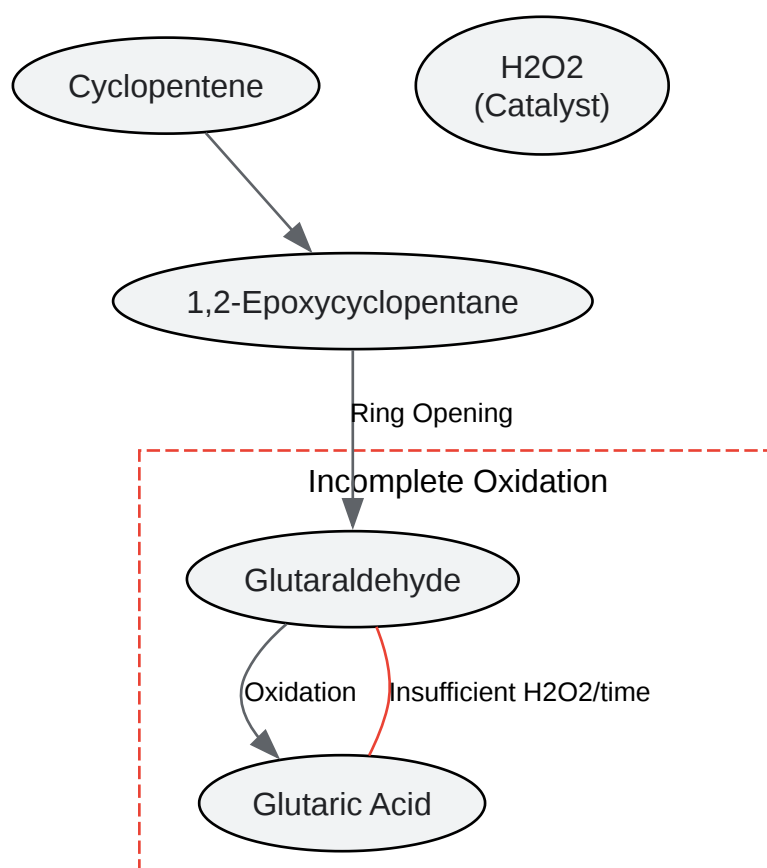 Cyclopentene
H2O2
(Catalyst)
1,2-Epoxycyclopentane
Ring Opening
Incomplete Oxidation
Glutaraldehyde
Oxidation
Insufficient H2O2/time
Glutaric Acid